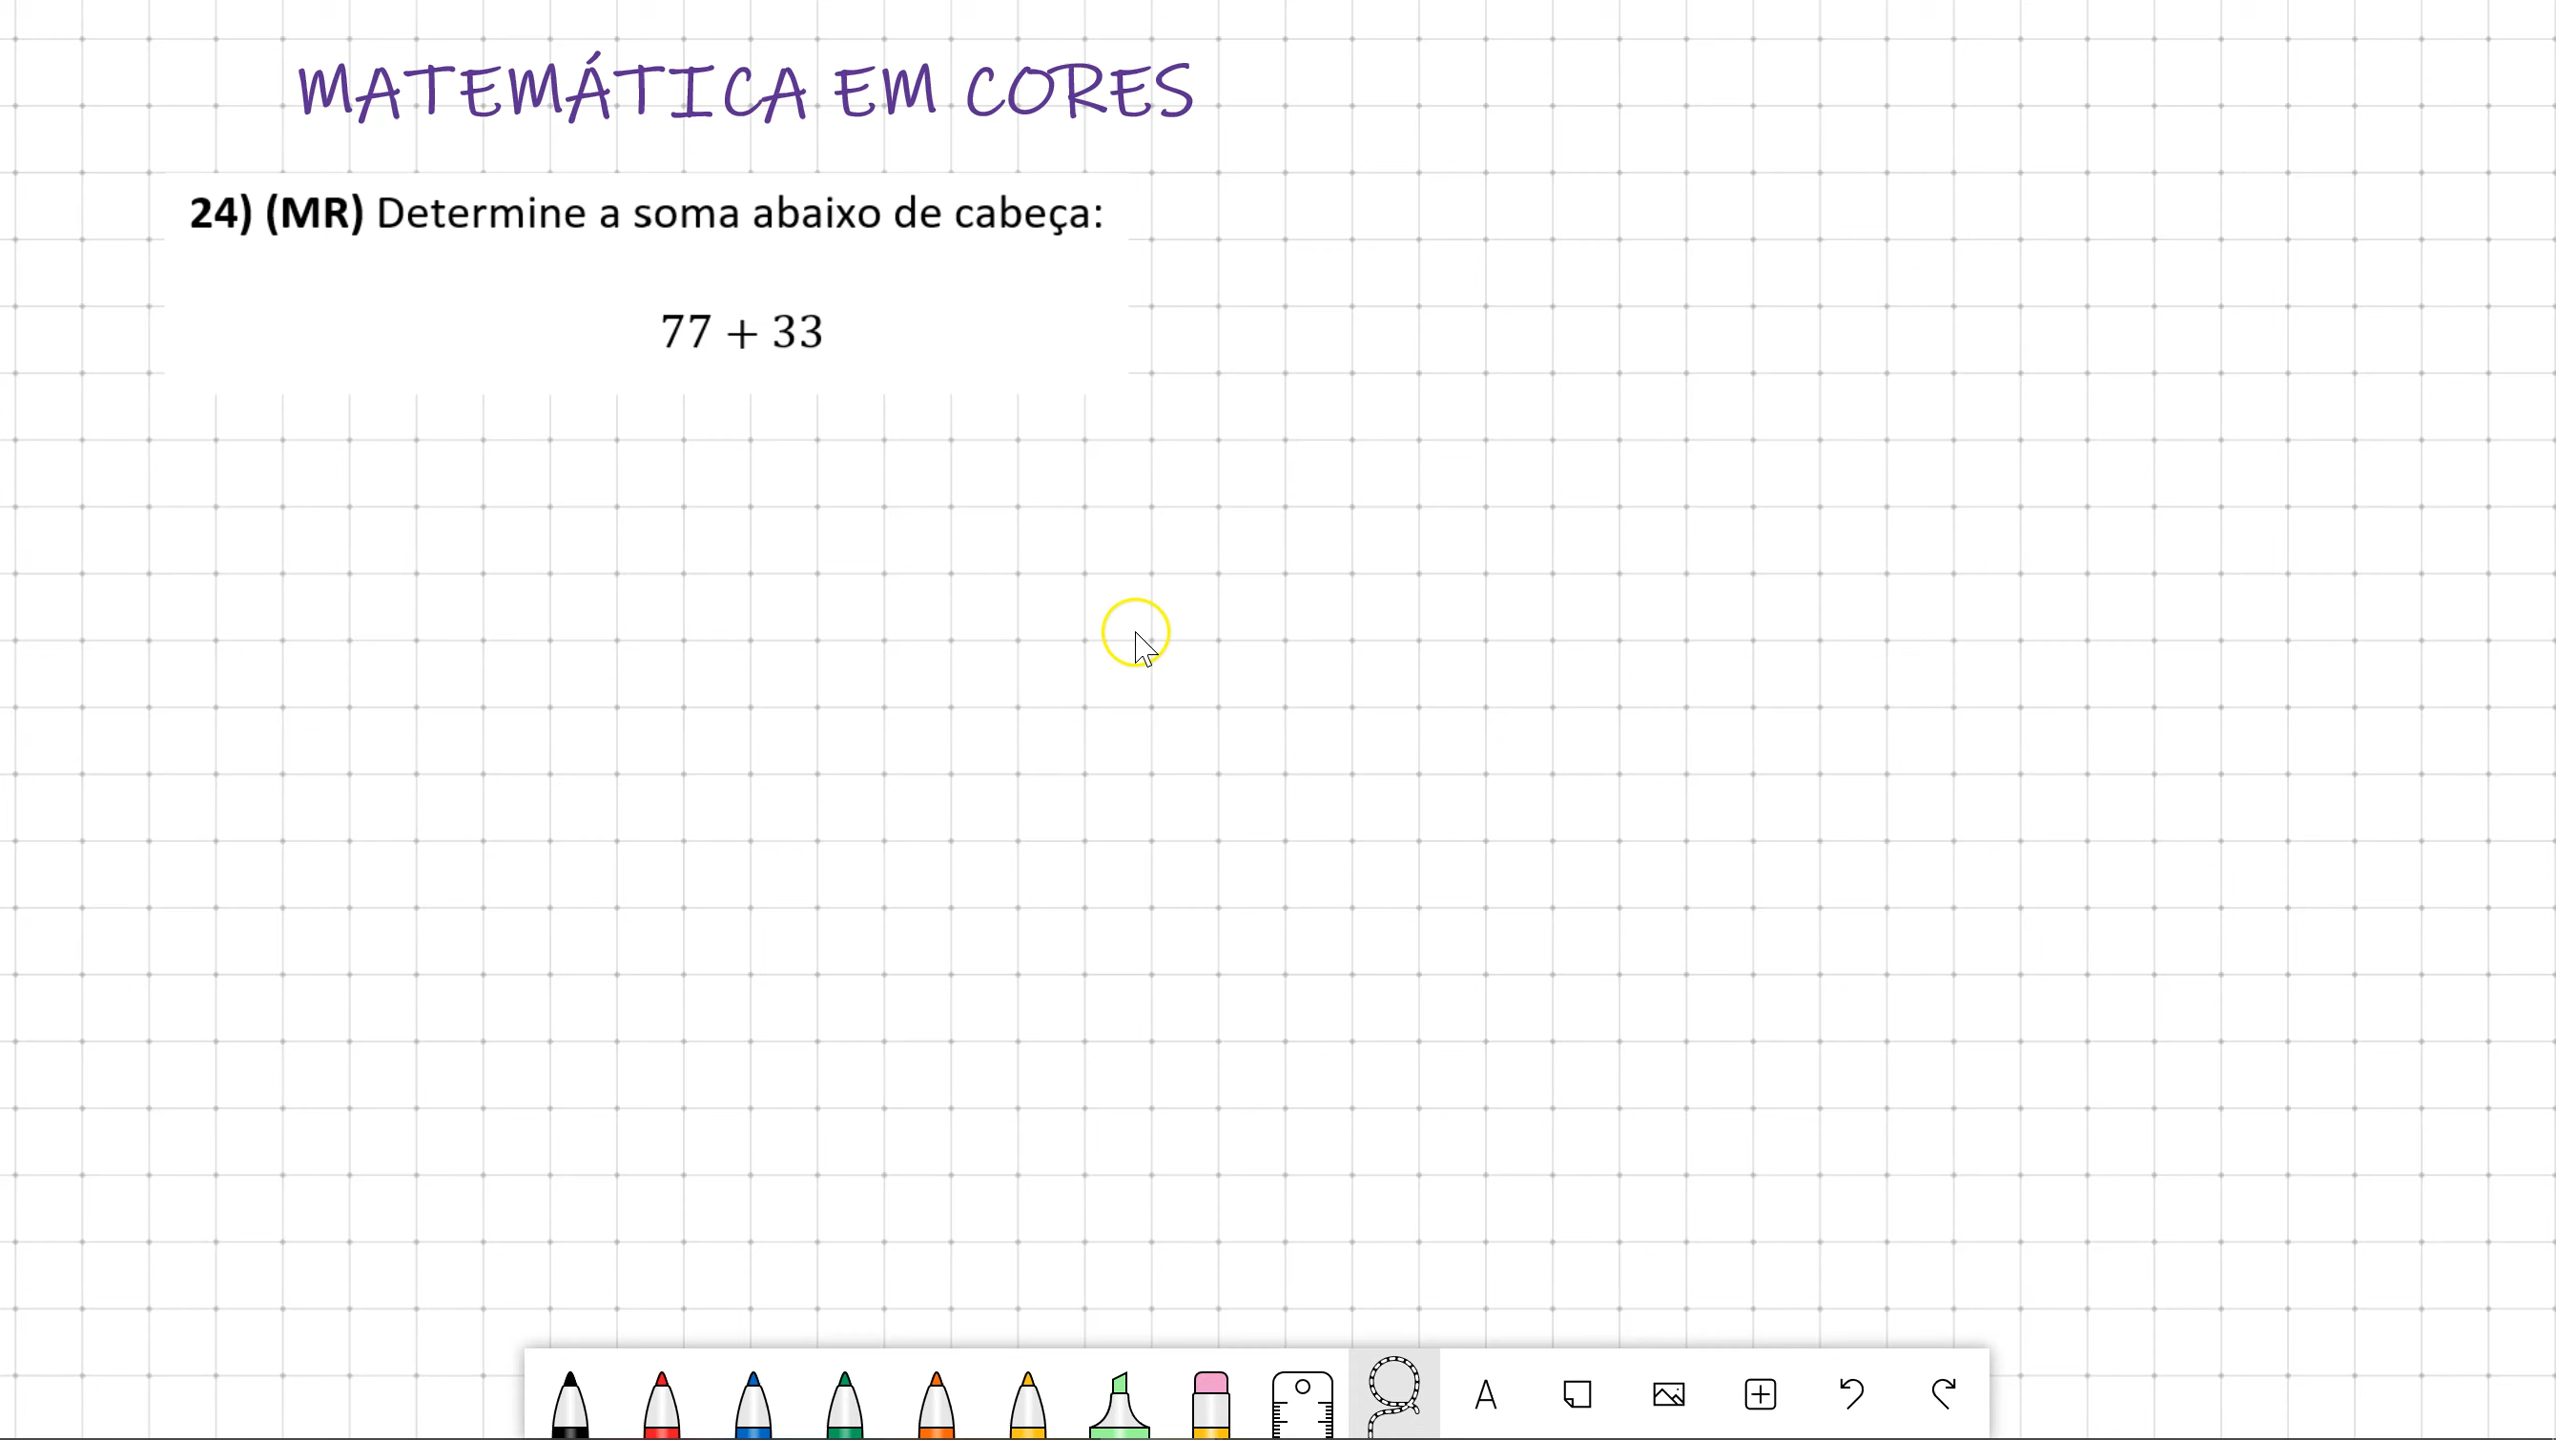 MATEMÁTICA EM CORES
24) (MR) Determine a soma abaixo de cabeça:
77 + 33
A